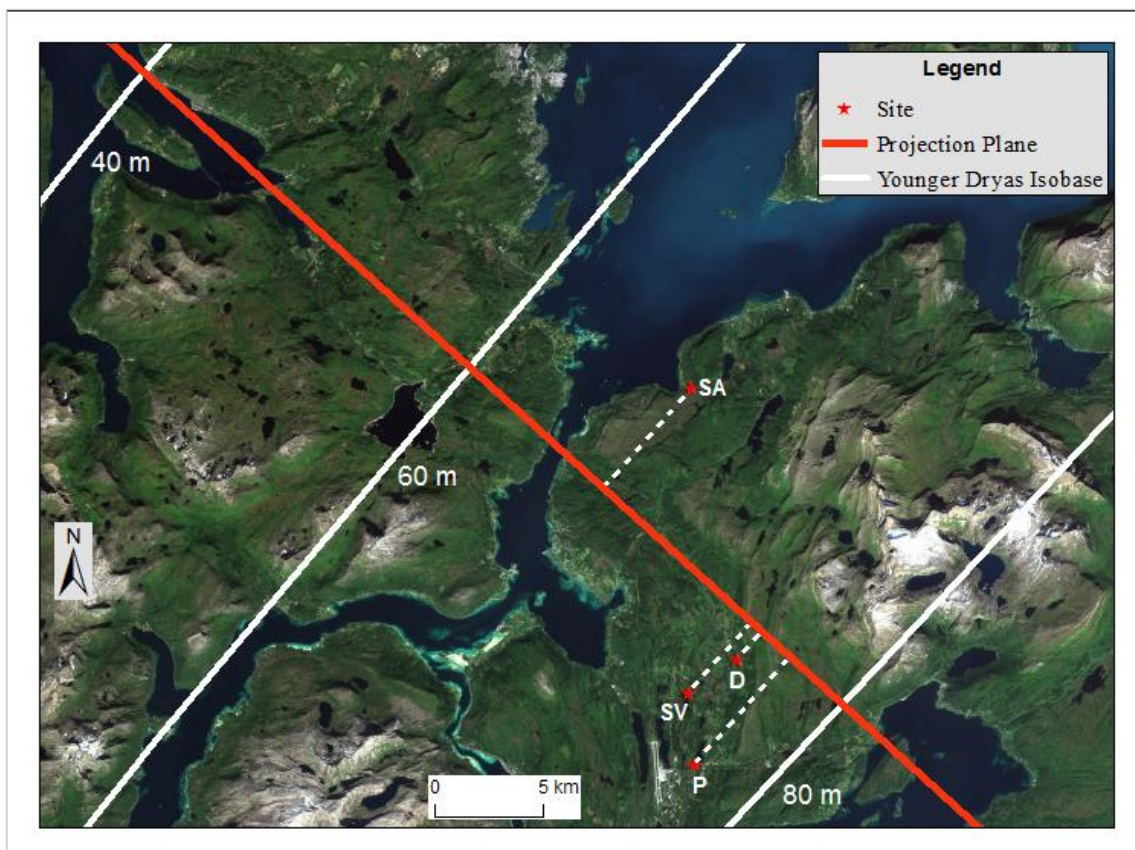 Legend
Site
Projection Plane
Younger Dryas Isobase
40 m
60 m
SA
N
D
SV
P
80 m
0 5 km